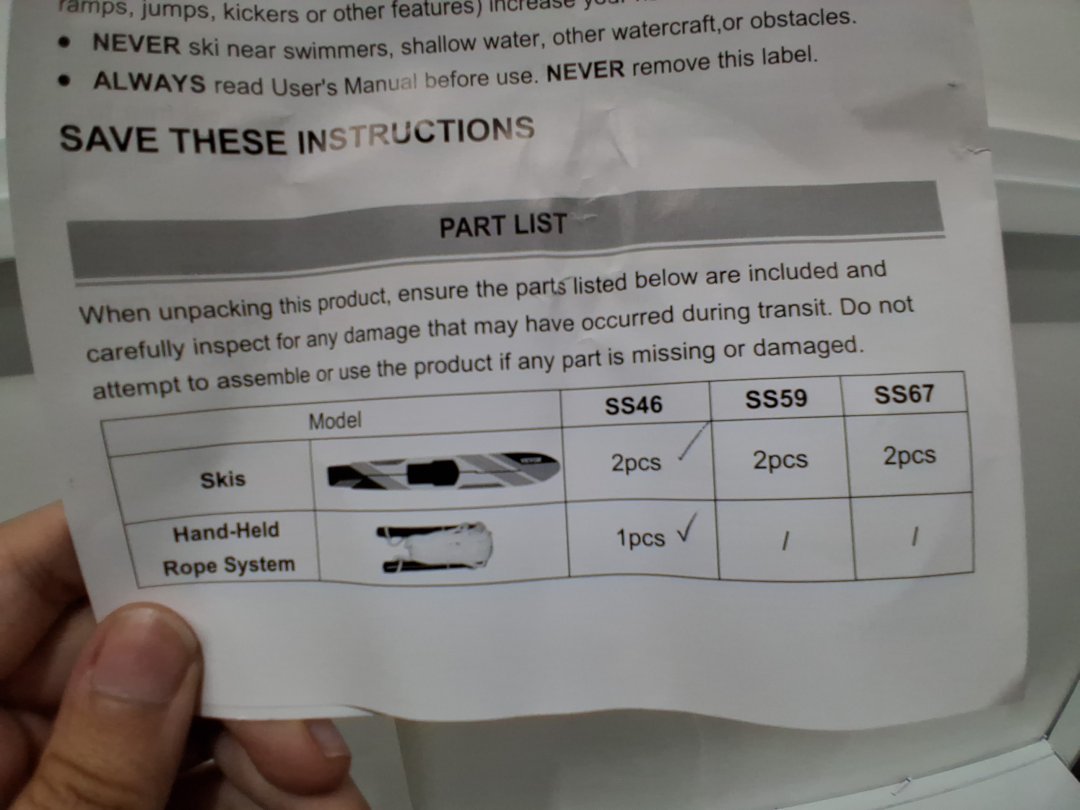 ramps, jumps, kickers or other features) increase
• NEVER ski near swimmers, shallow water, other watercraft,or obstacles.
• ALWAYS read User's Manual before use. NEVER remove this label.
SAVE THESE INSTRUCTIONS
PART LIST
When unpacking this product, ensure the parts listed below are included and
carefully inspect for any damage that may have occurred during transit. Do not
attempt to assemble or use the product if any part is missing or damaged.
Model SS46 SS59 SS67
Skis 2pcs ✓ 2pcs 2pcs
Hand-Held
Rope System 1pcs ✓ / /